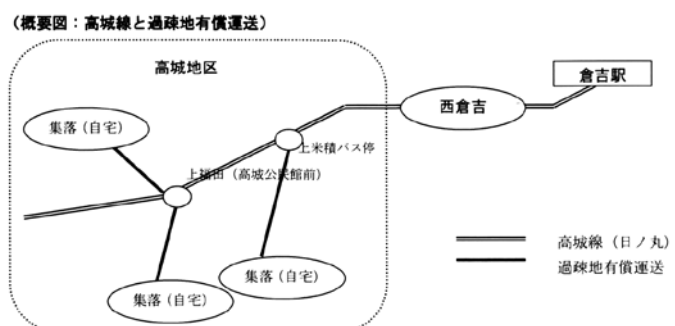 （概要図：高城線と過疎地有償運送）
高城地区
倉吉駅
西倉吉
集落（自宅）
上米積バス停
上福田（高城公民館前）
高城線（日ノ丸）
過疎地有償運送
集落（自宅）
集落（自宅）